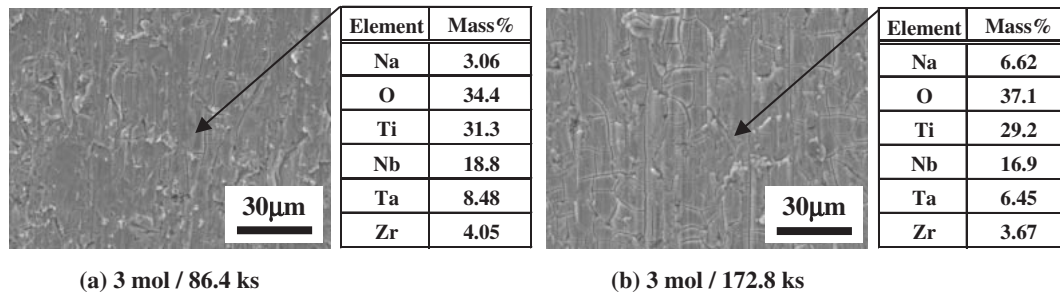 Element Mass%
Na 3.06
O 34.4
Ti 31.3
Nb 18.8
Ta 8.48
Zr 4.05
30μm
(a) 3 mol / 86.4 ks
Element Mass%
Na 6.62
O 37.1
Ti 29.2
Nb 16.9
Ta 6.45
Zr 3.67
30μm
(b) 3 mol / 172.8 ks